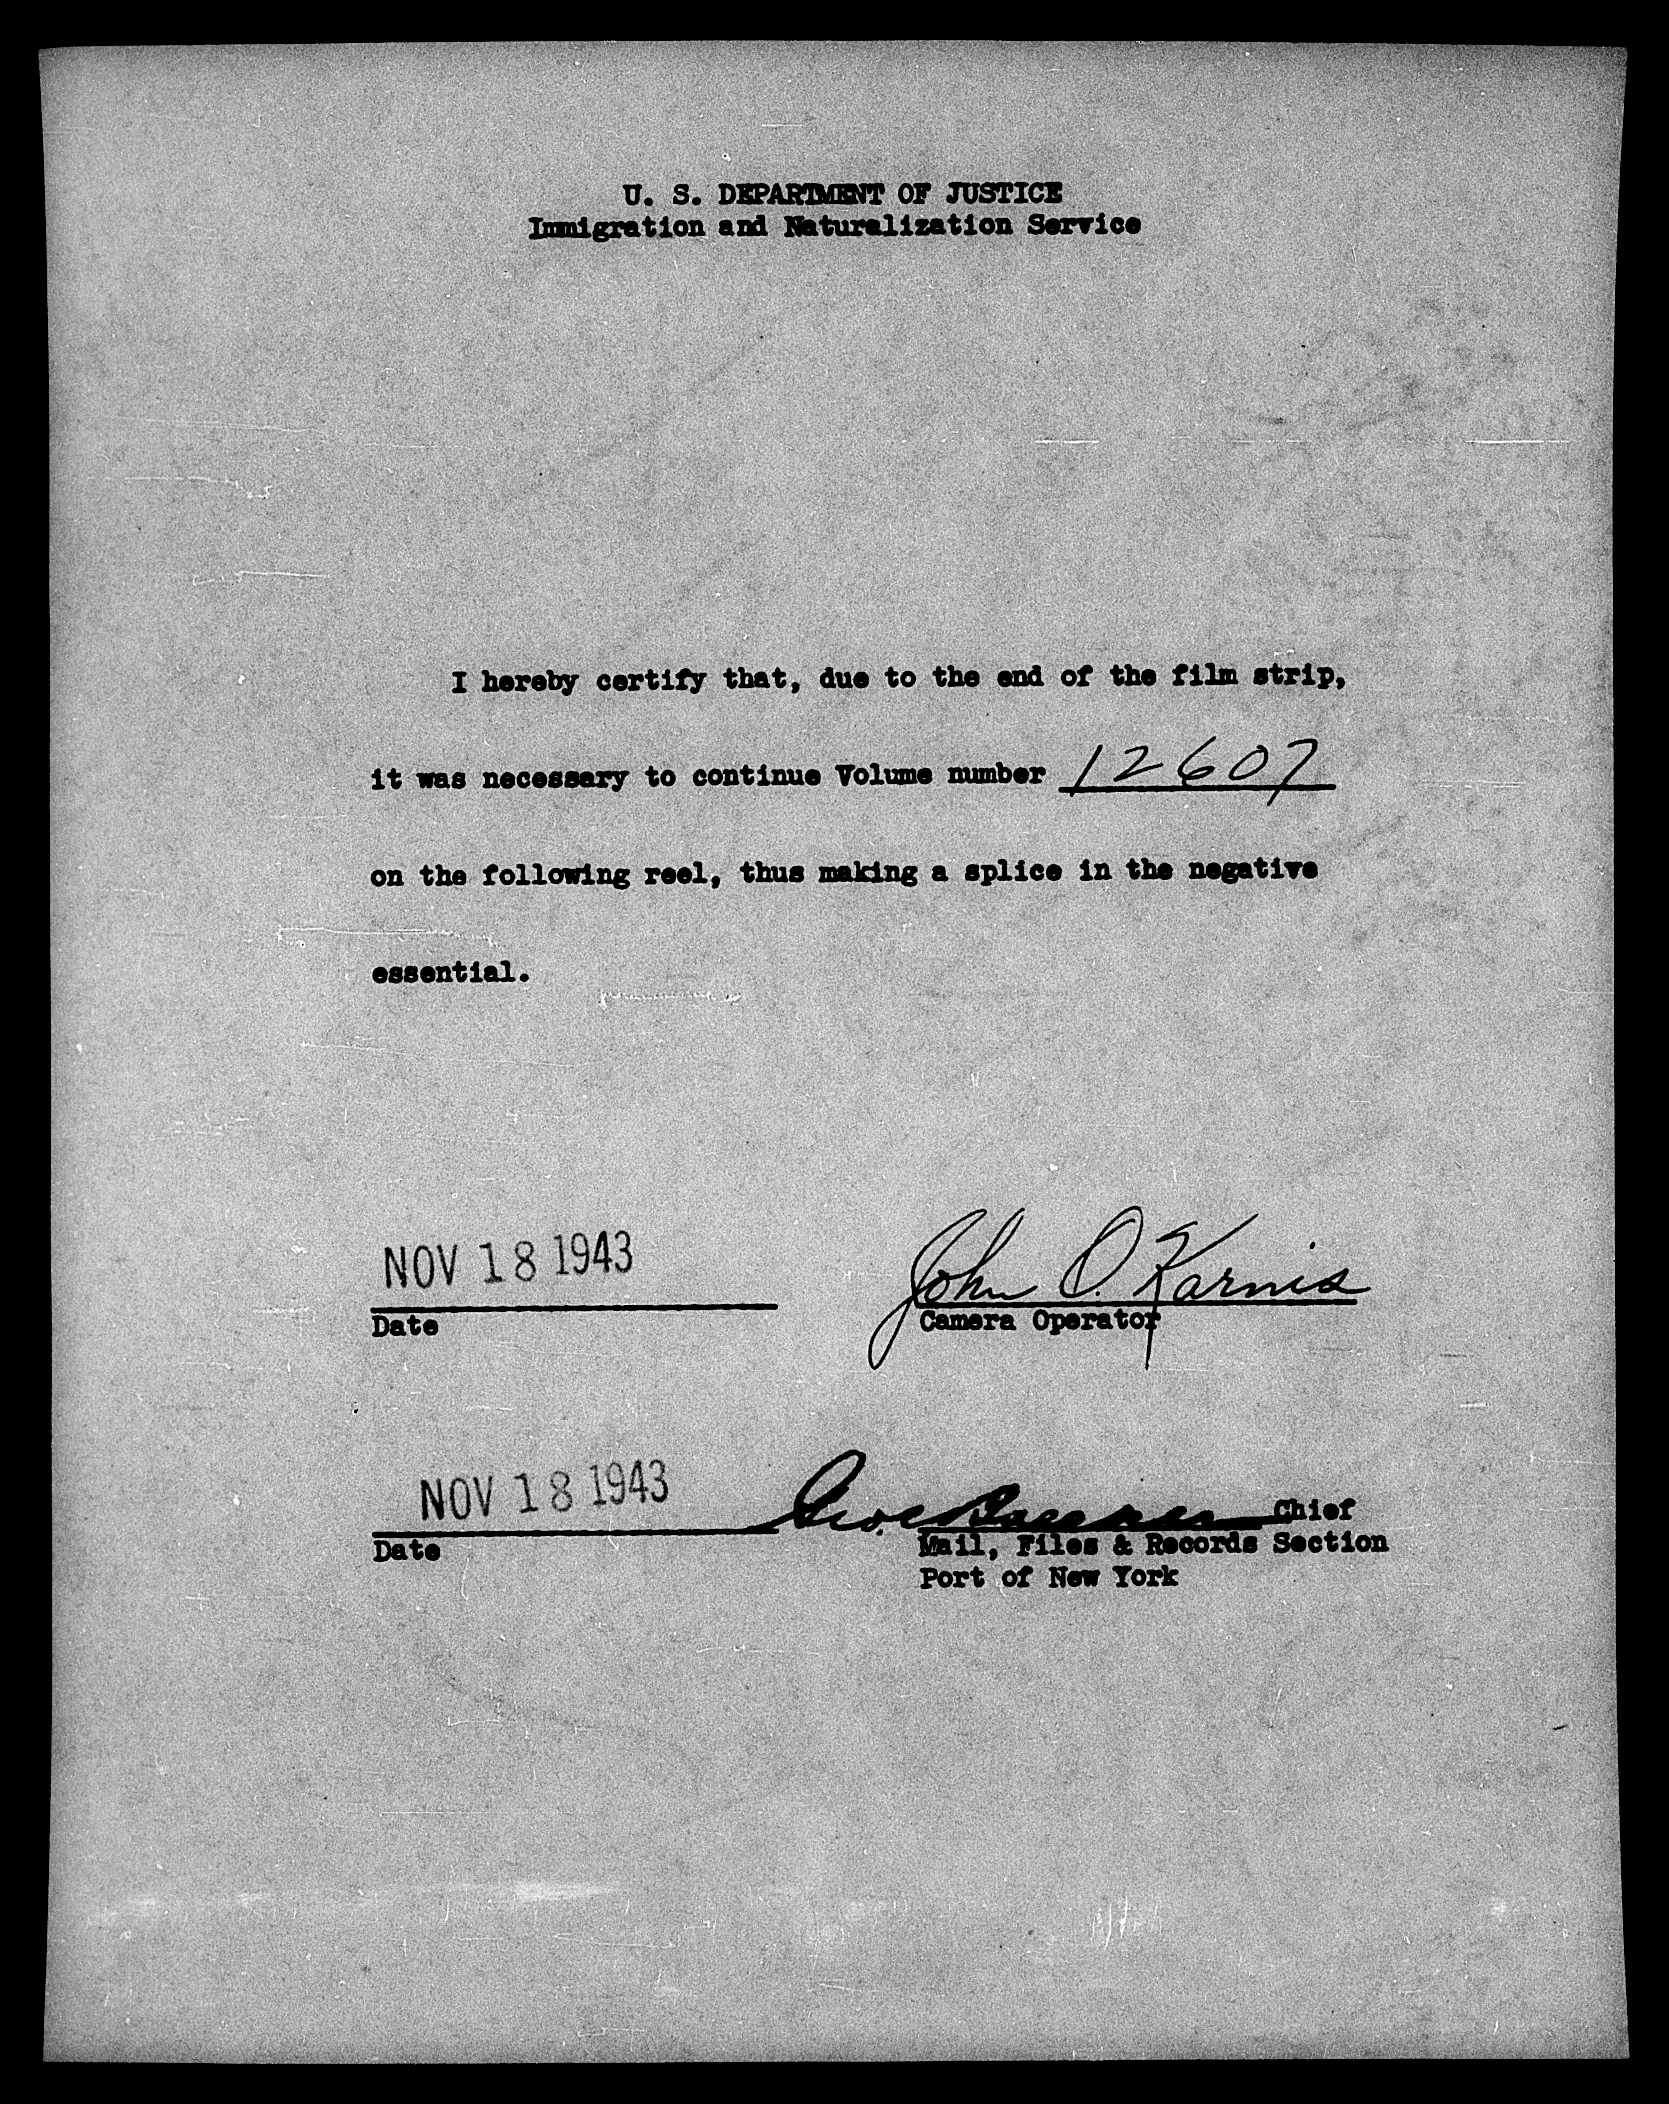 U. S. DEPARTMENT OF JUSTICE
Immigration and Naturalization Service
I hereby certify that, due to the end of the film strip,
it was necessary to continue Volume number 12607
on the following reel, thus making a splice in the negative
essential.
NOV 18 1943
John O. Karnis
Date
Camera Operator
NOV 18 1943
Chief
Date
Mail, Files & Records Section
Port of New York